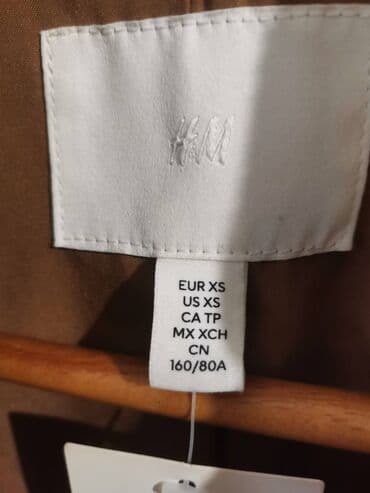 H&M
EUR XS
US XS
CA TP
MX XCH
CN
160/80A